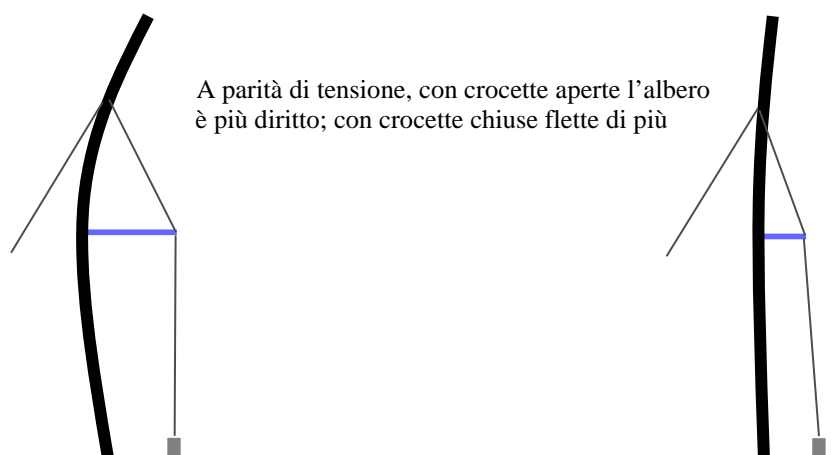 A parità di tensione, con crocette aperte l’albero
è più diritto; con crocette chiuse flette di più